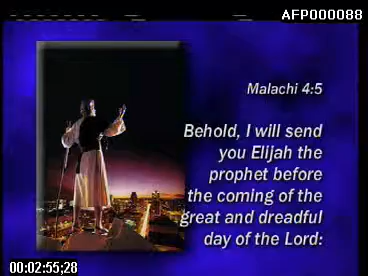 AFP000088
Malachi 4:5
Behold, I will send
you Elijah the
prophet before
the coming of the
great and dreadful
day of the Lord:
00:02:55;28